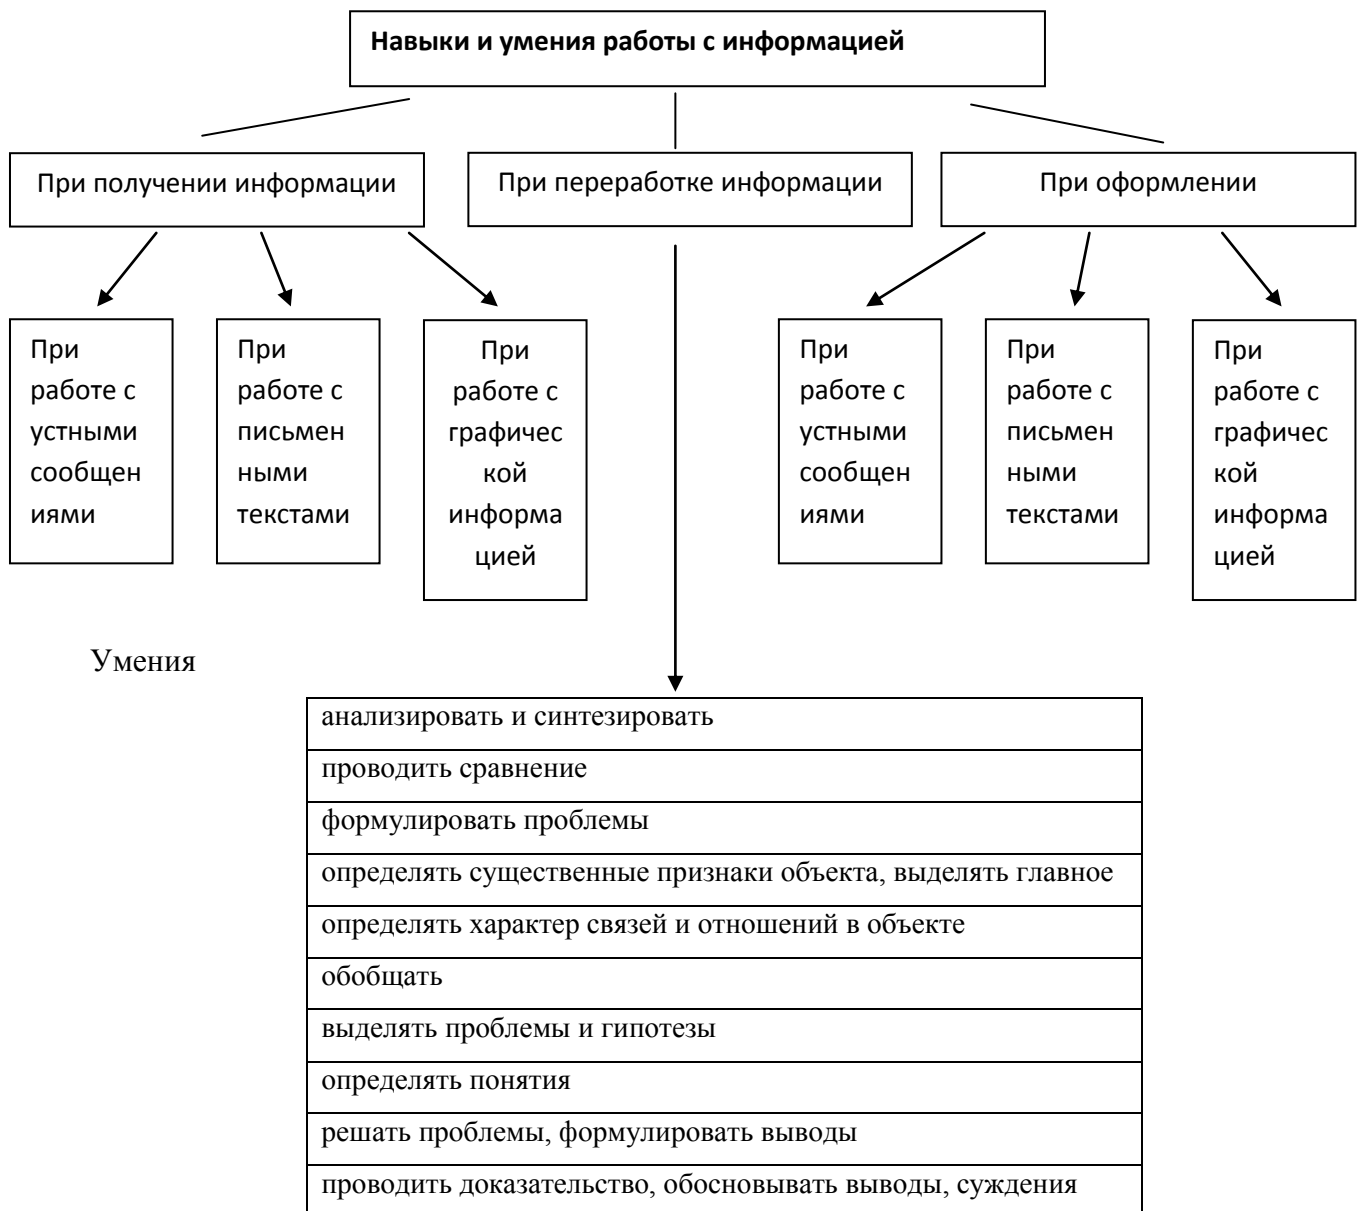 Навыки и умения работы с информацией
При получении информации
При переработке информации
При оформлении
При
работе с
устными
сообщен
иями
При
работе с
письмен
ными
текстами
При
работе с
графичес
кой
информа
цией
При
работе с
устными
сообщен
иями
При
работе с
письмен
ными
текстами
При
работе с
графичес
кой
информа
цией
Умения
анализировать и синтезировать
проводить сравнение
формулировать проблемы
определять существенные признаки объекта, выделять главное
определять характер связей и отношений в объекте
обобщать
выделять проблемы и гипотезы
определять понятия
решать проблемы, формулировать выводы
проводить доказательство, обосновывать выводы, суждения